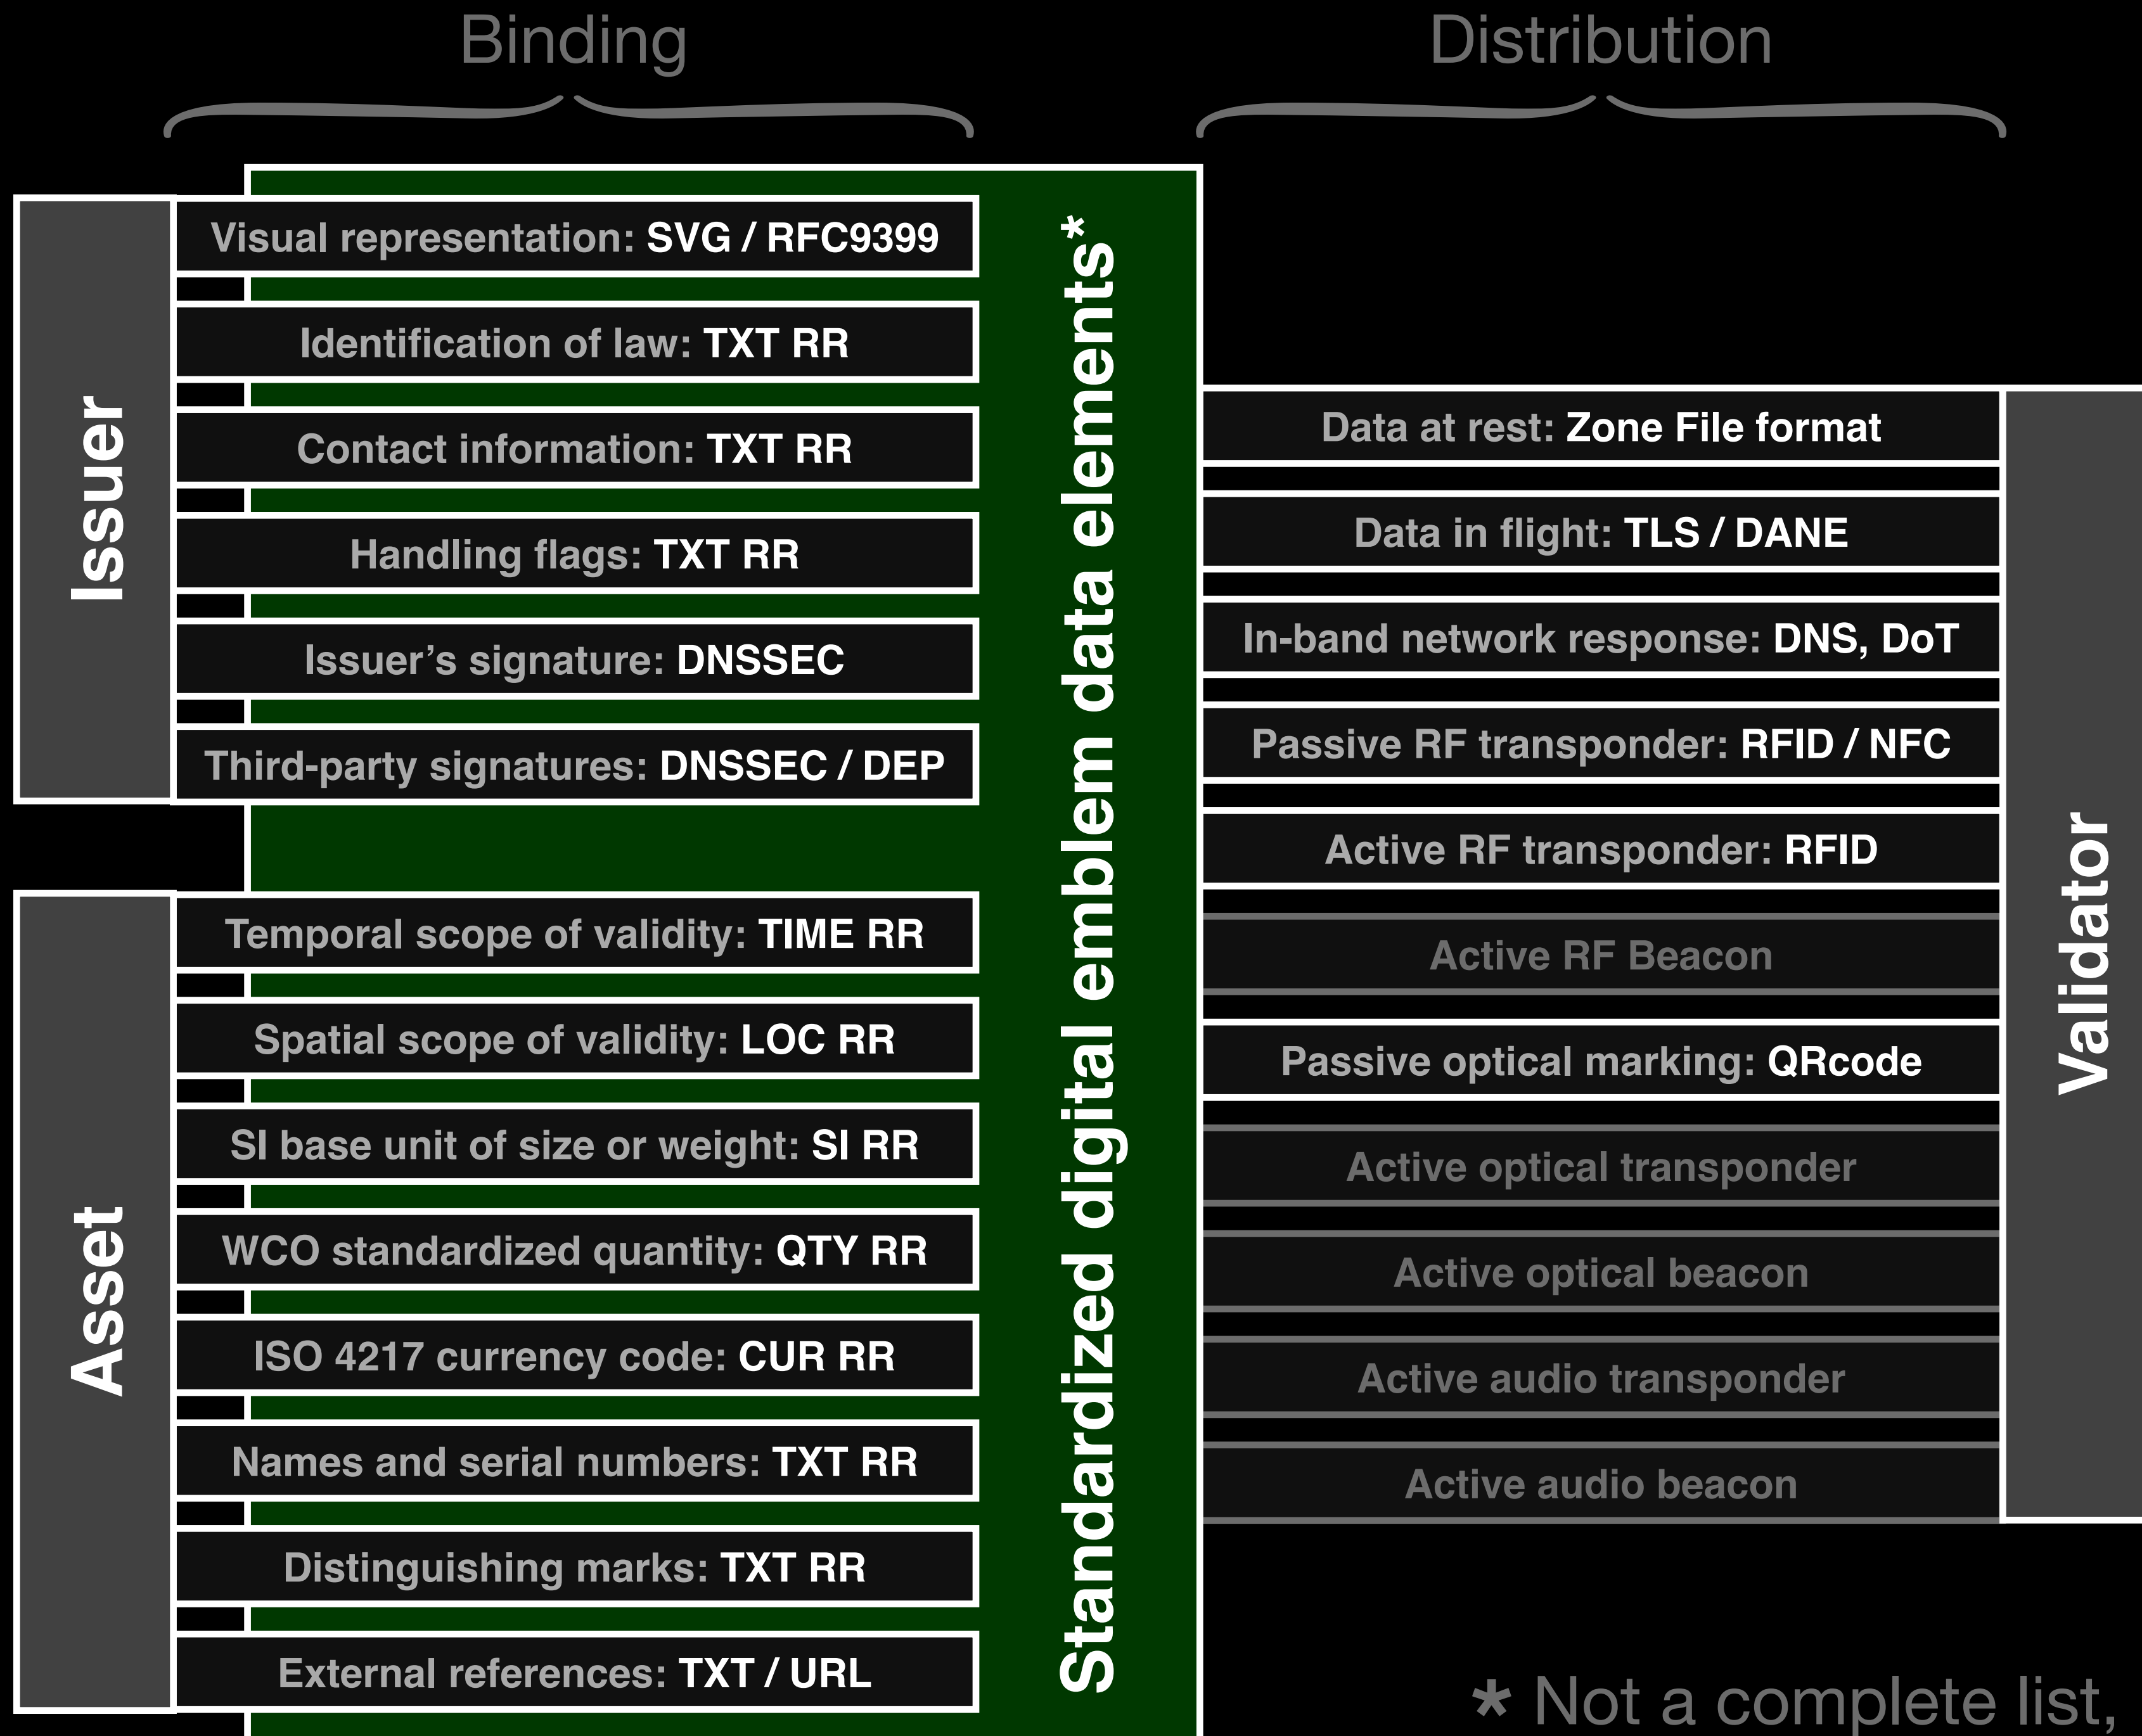 Binding
Distribution
Issuer
Visual representation: SVG / RFC9399
Identification of law: TXT RR
Contact information: TXT RR
Handling flags: TXT RR
Issuer’s signature: DNSSEC
Third-party signatures: DNSSEC / DEP
Asset
Temporal scope of validity: TIME RR
Spatial scope of validity: LOC RR
SI base unit of size or weight: SI RR
WCO standardized quantity: QTY RR
ISO 4217 currency code: CUR RR
Names and serial numbers: TXT RR
Distinguishing marks: TXT RR
External references: TXT / URL
Standardized digital emblem data elements*
Data at rest: Zone File format
Data in flight: TLS / DANE
In-band network response: DNS, DoT
Passive RF transponder: RFID / NFC
Active RF transponder: RFID
Active RF Beacon
Passive optical marking: QRcode
Active optical transponder
Active optical beacon
Active audio transponder
Active audio beacon
Validator
* Not a complete list,